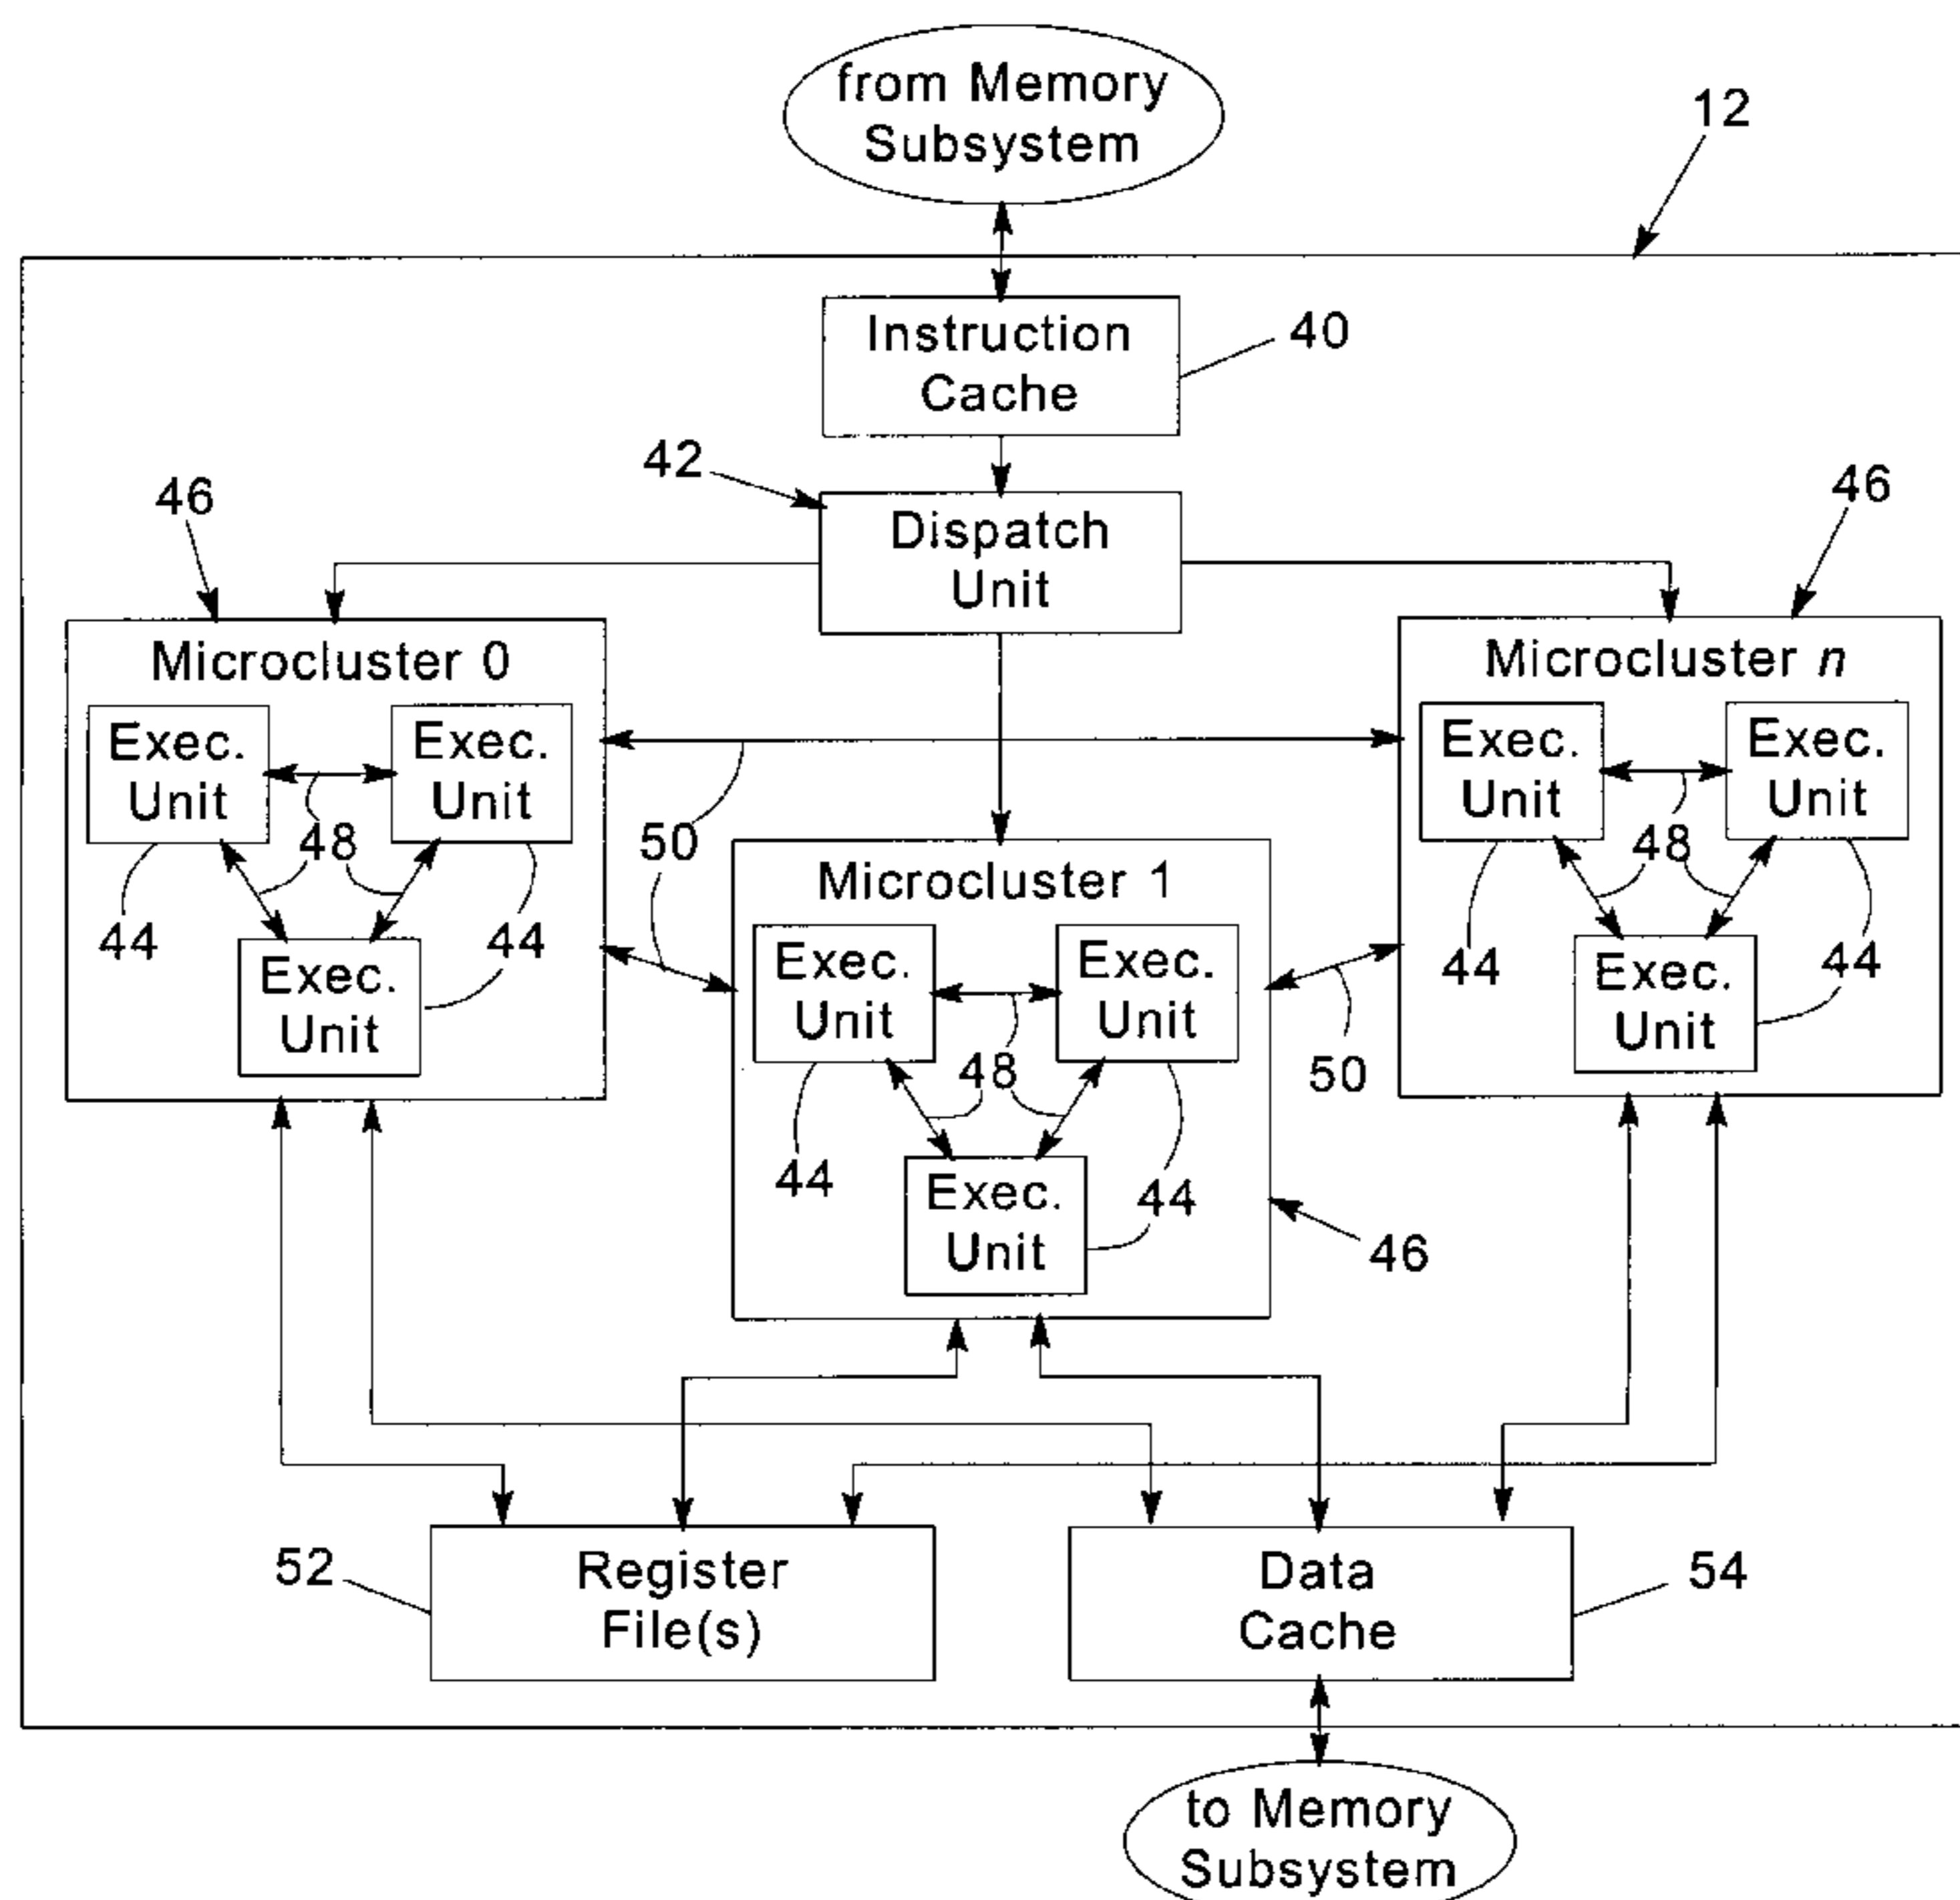 from Memory
Subsystem
12
Instruction
Cache
40
42
Dispatch
Unit
46
46
Microcluster 0
Exec.
Unit
Exec.
Unit
48
44
44
Exec.
Unit
50
Microcluster n
Exec.
Unit
Exec.
Unit
48
44
44
Exec.
Unit
Microcluster 1
Exec.
Unit
Exec.
Unit
48
50
44
44
Exec.
Unit
46
52
Register
File(s)
Data
Cache
54
to Memory
Subsystem